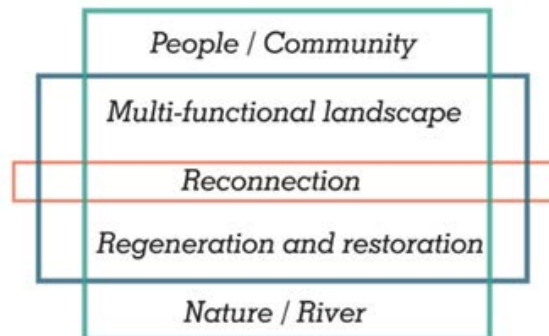 People / Community
Multi-functional landscape
Reconnection
Regeneration and restoration
Nature / River